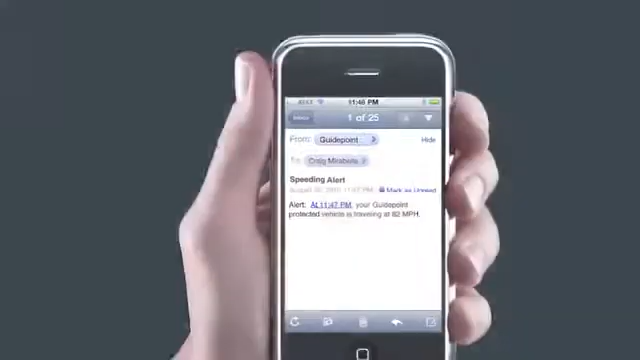 AT&T 11:48 PM
Inbox 1 of 25
From: Guidepoint Hide
To: Craig Mirabella
Speeding Alert
Mark as Unread
Alert: At 11:47 PM, your Guidepoint
protected vehicle is traveling at 82 MPH.